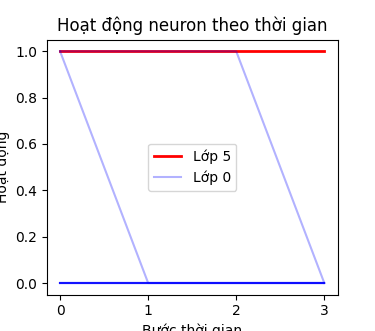 Hoạt động neuron theo thời gian
1.0
0.8
0.6
0.4
0.2
0.0
Hoạt động
Lớp 5
Lớp 0
0 1 2 3
Bước thời gian